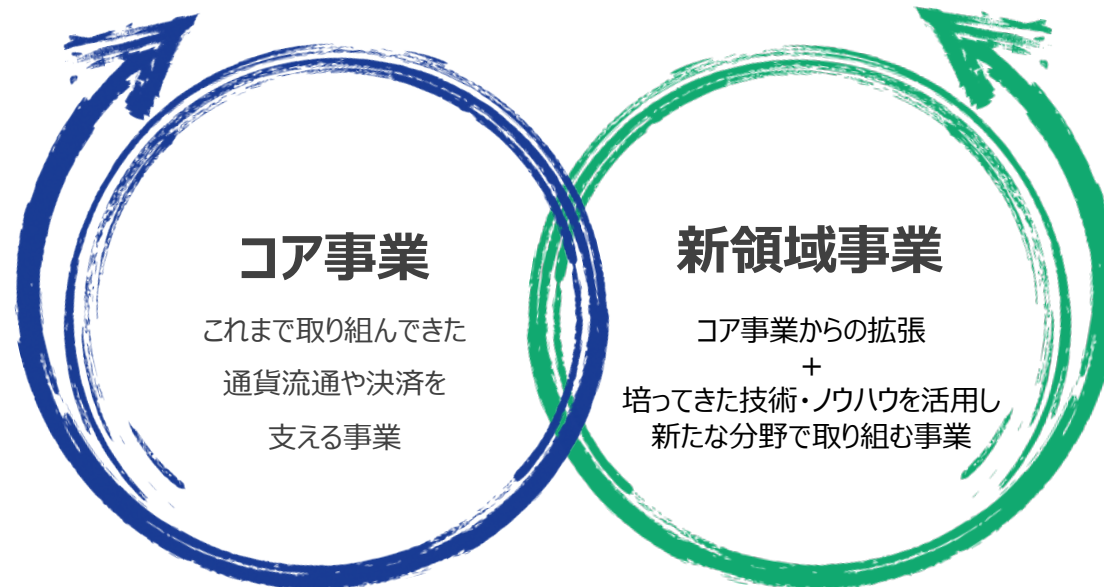 コア事業
これまで取り組んできた
通貨流通や決済を
支える事業
新領域事業
コア事業からの拡張
+
培ってきた技術・ノウハウを活用し
新たな分野で取り組む事業